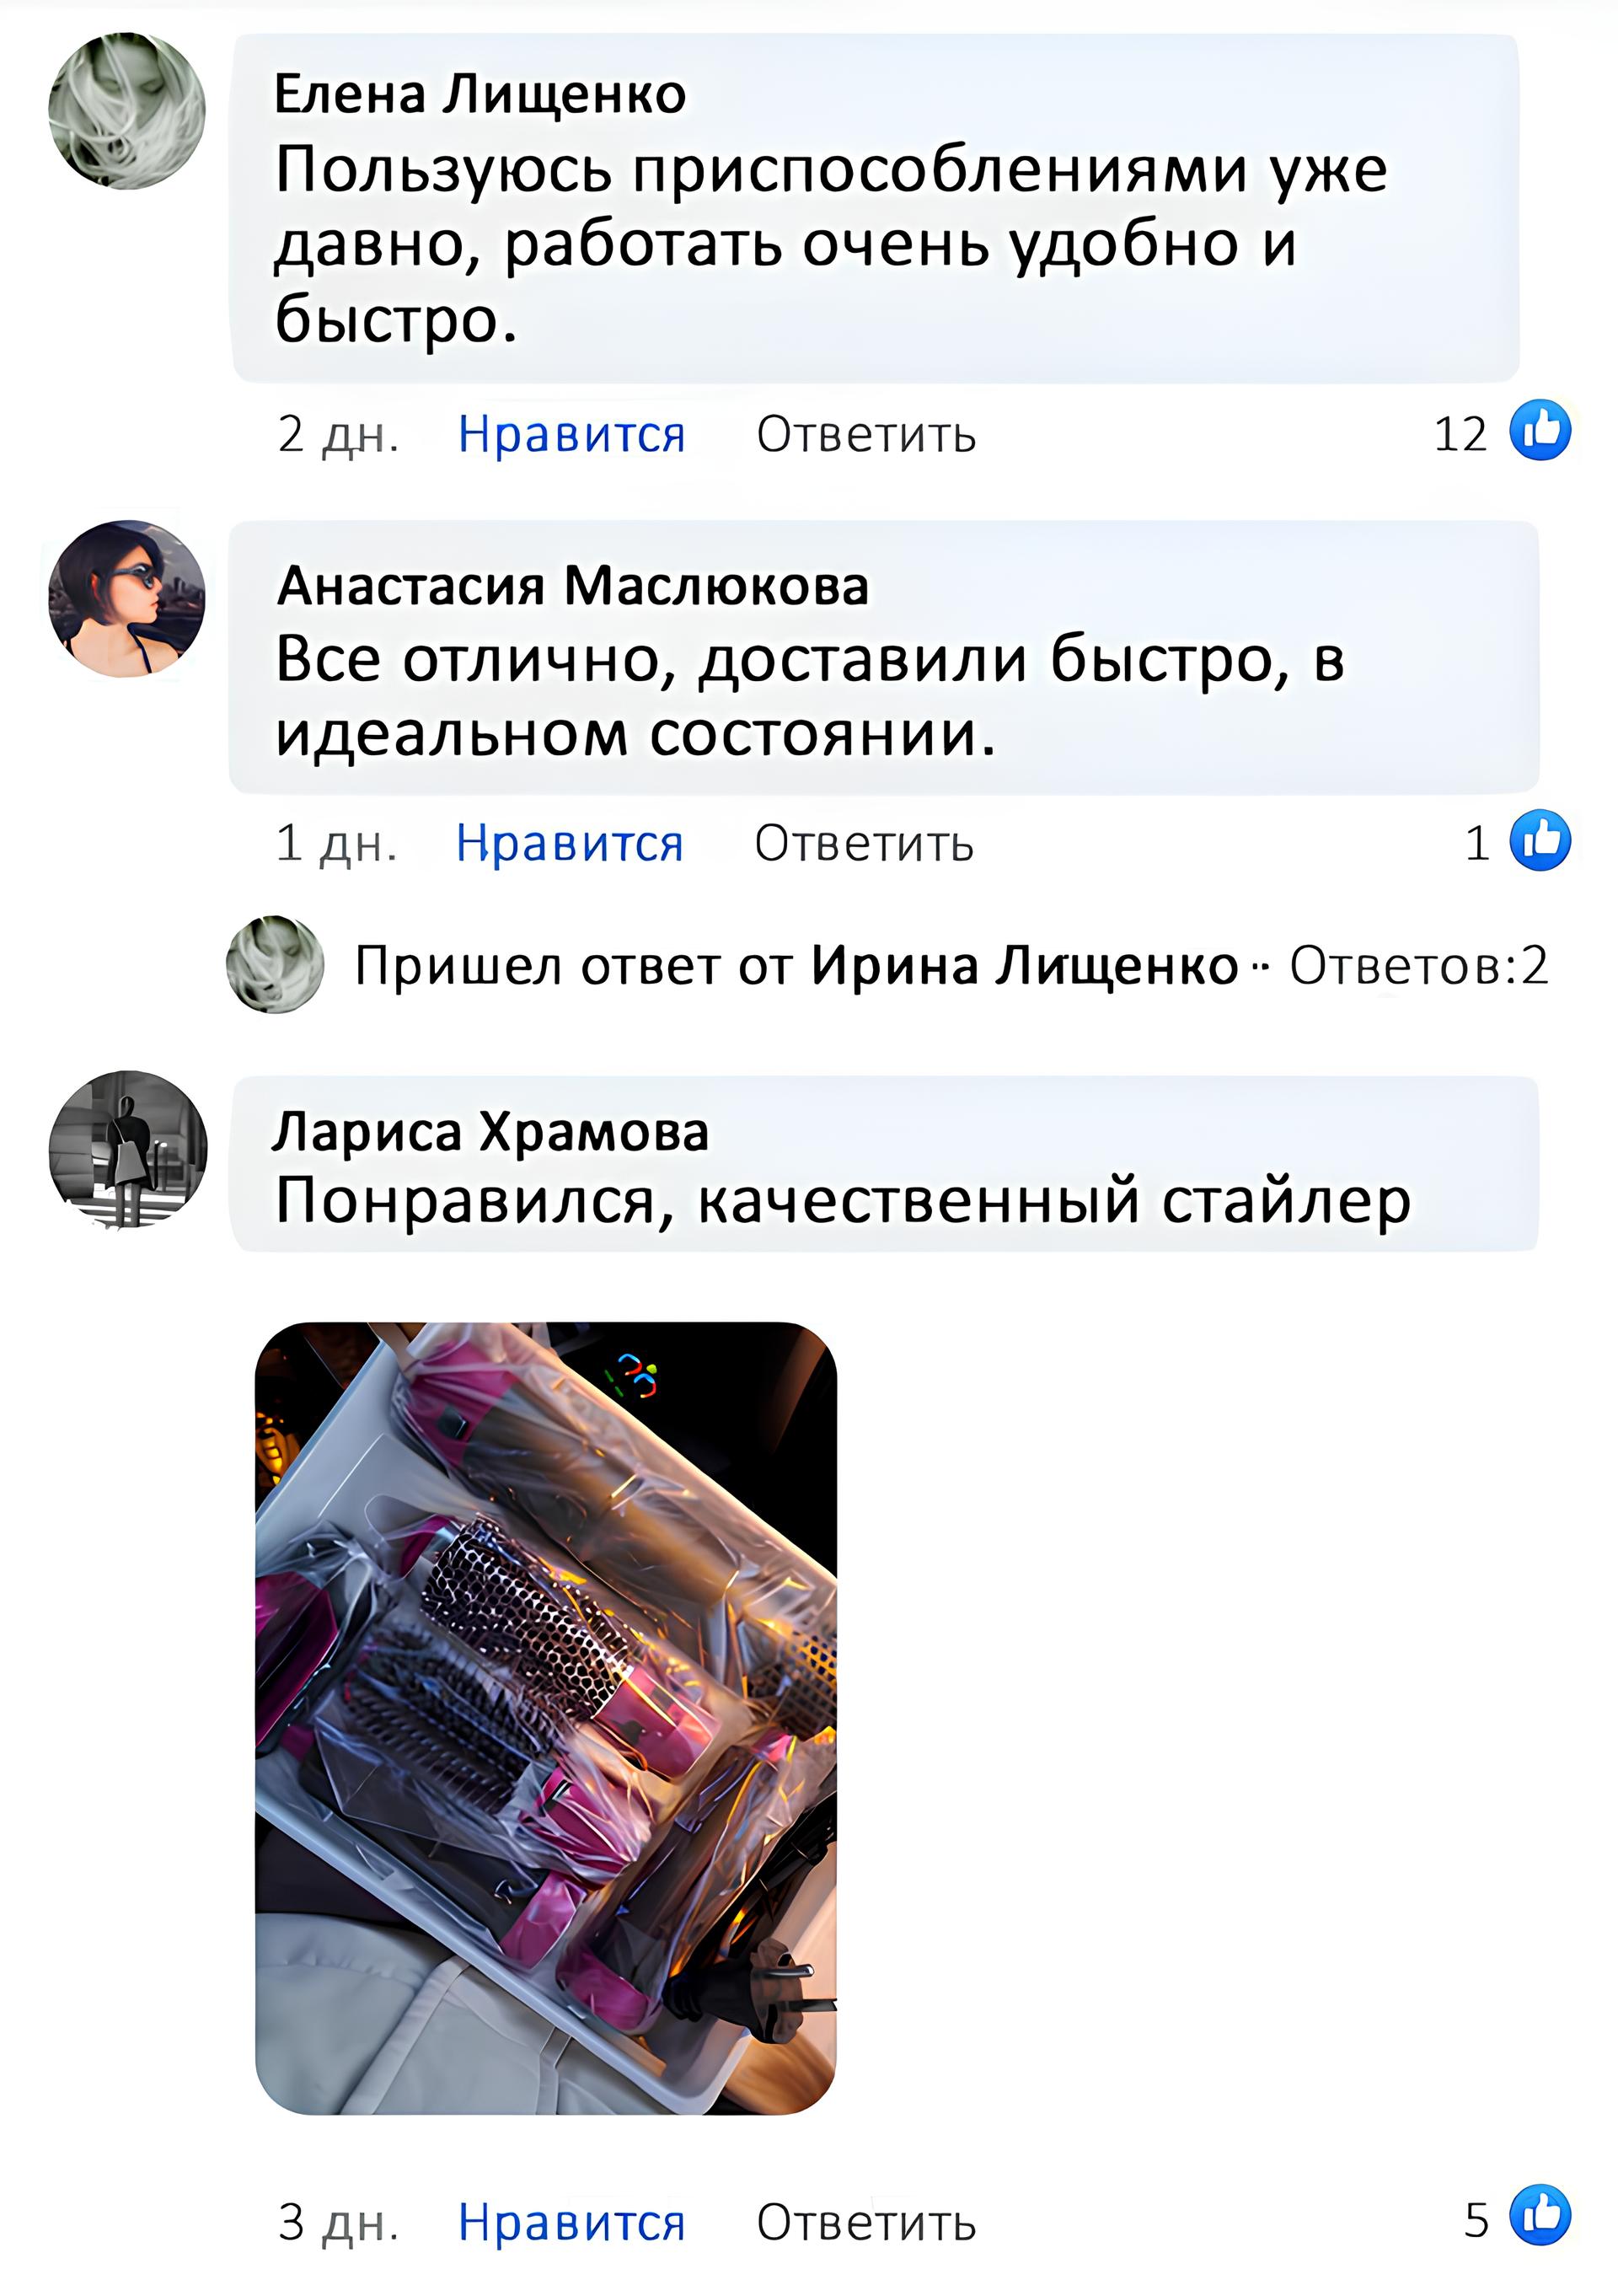 Елена Лищенко
Пользуюсь приспособлениями уже
давно, работать очень удобно и
быстро.
2 дн. Нравится Ответить 12
Анастасия Маслюкова
Все отлично, доставили быстро, в
идеальном состоянии.
1 дн. Нравится Ответить 1
Пришел ответ от Ирина Лищенко ·· Ответов:2
Лариса Храмова
Понравился, качественный стайлер
3 дн. Нравится Ответить 5